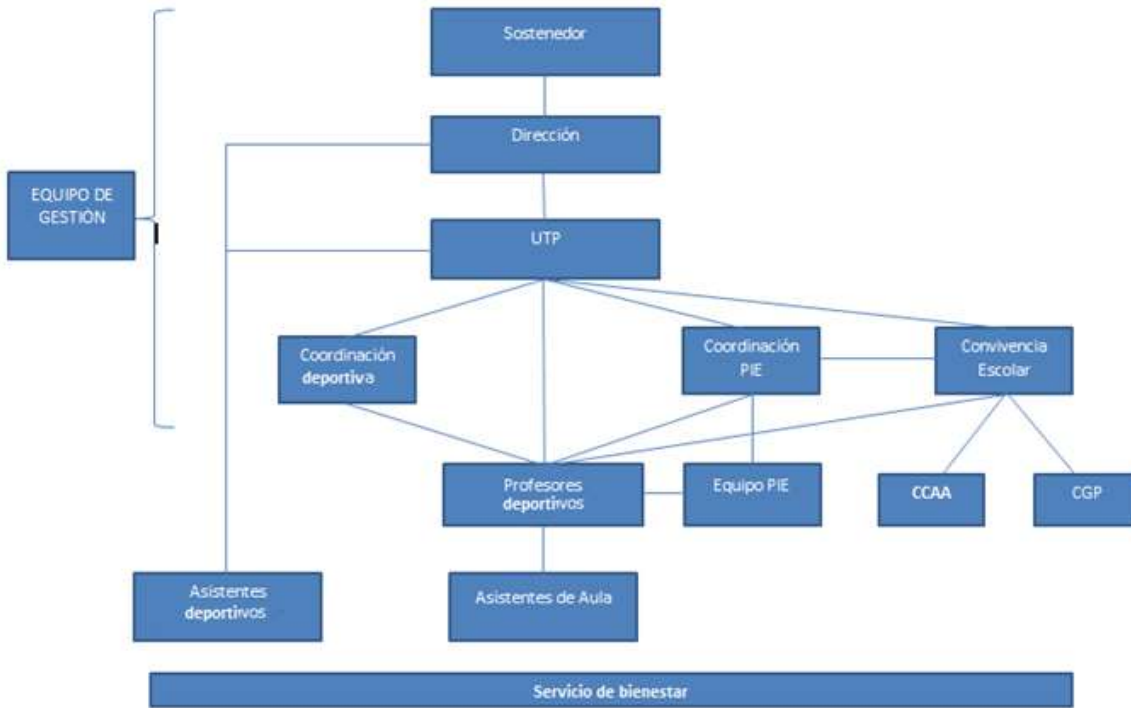 Sostenedor
Dirección
EQUIPO DE
GESTIÒN
UTP
Coordinación
deportiva
Coordinación
PIE
Convivencia
Escolar
Profesores
deportivos
Equipo PIE
CCAA
CGP
Asistentes
deportivos
Asistentes de Aula
Servicio de bienestar